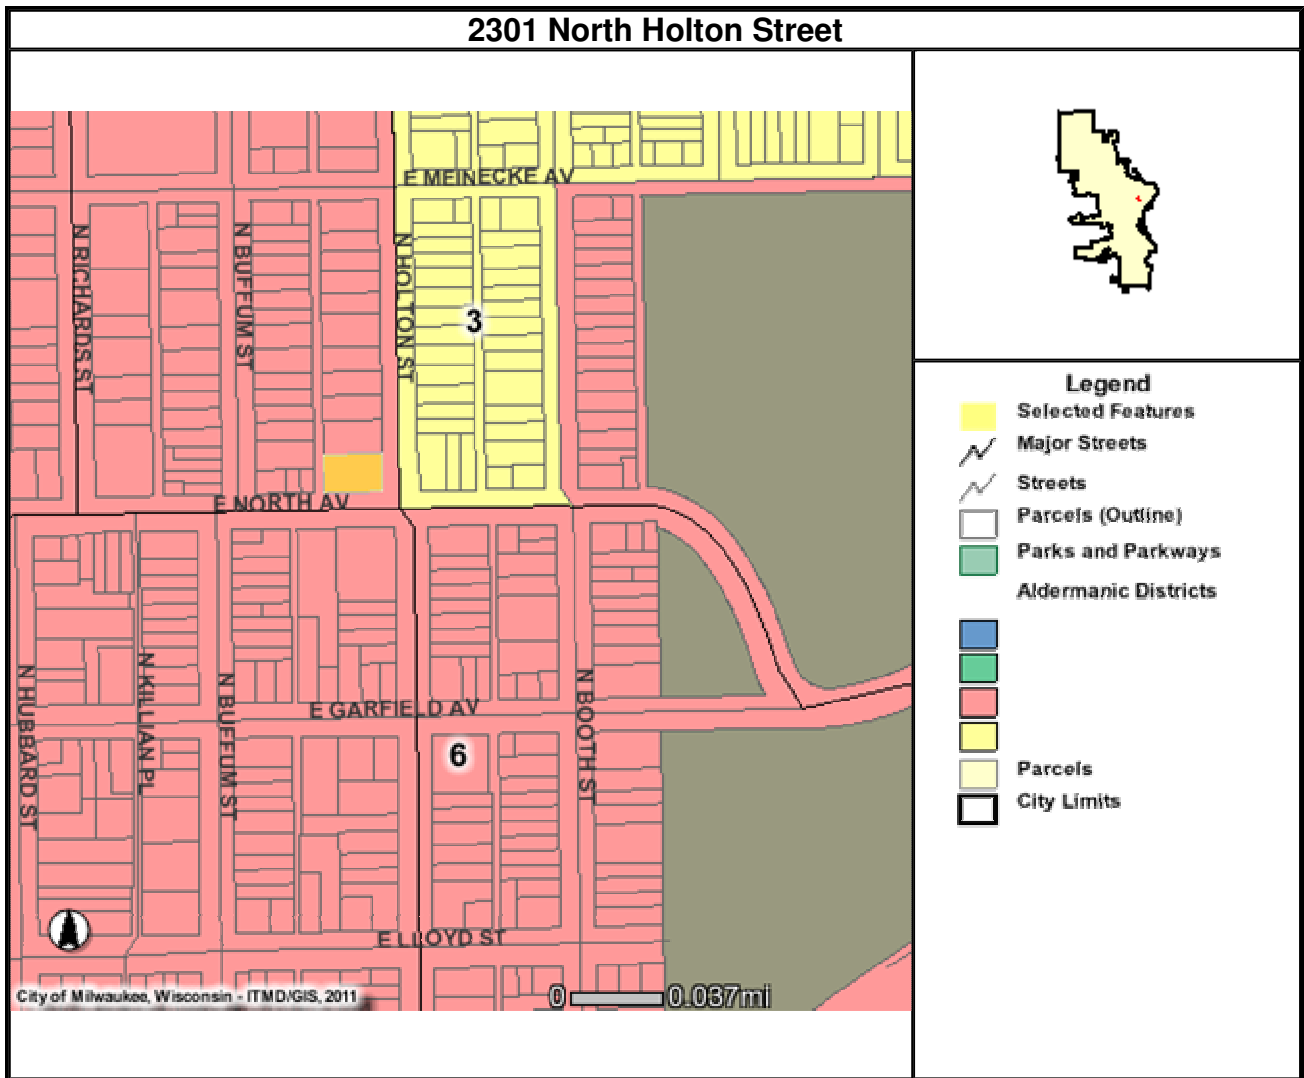 2301 North Holton Street
E MEINECKE AV
N RICHARDS ST
N BUFFUM ST
N HOLTON ST
3
E NORTH AV
N HUBBARD ST
N KILLIAN PL
N BUFFUM ST
E GARFIELD AV
N BOOTH ST
6
E LLOYD ST
City of Milwaukee, Wisconsin - ITMD/GIS, 2011
0 0.037mi
Legend
Selected Features
Major Streets
Streets
Parcels (Outline)
Parks and Parkways
Aldermanic Districts
Parcels
City Limits